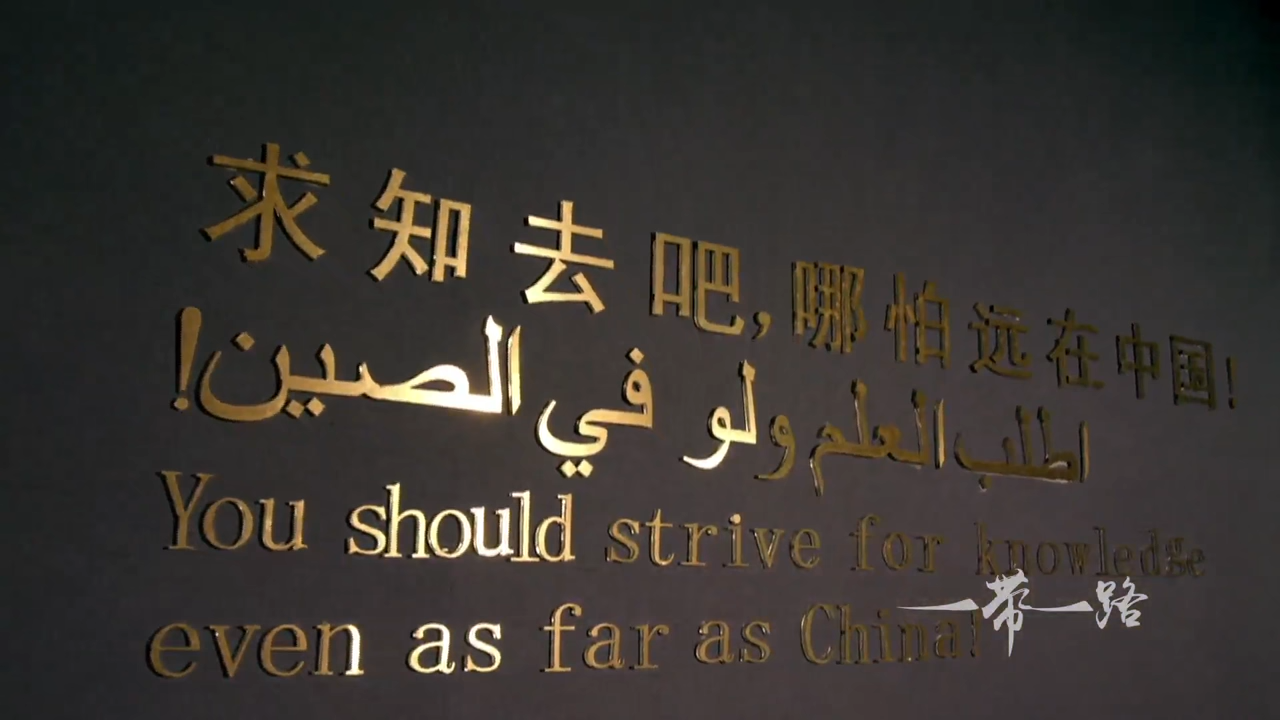 求知去吧，哪怕远在中国！
اطلب العلم ولو في الصين!
You should strive for knowledge
even as far as China!
一带一路